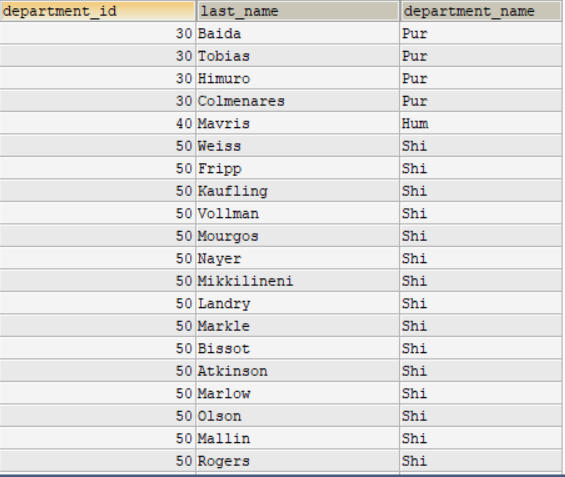 department_id last_name department_name
30 Baida Pur
30 Tobias Pur
30 Himuro Pur
30 Colmenares Pur
40 Mavris Hum
50 Weiss Shi
50 Fripp Shi
50 Kaufling Shi
50 Vollman Shi
50 Mourgos Shi
50 Nayer Shi
50 Mikkilineni Shi
50 Landry Shi
50 Markle Shi
50 Bissot Shi
50 Atkinson Shi
50 Marlow Shi
50 Olson Shi
50 Mallin Shi
50 Rogers Shi